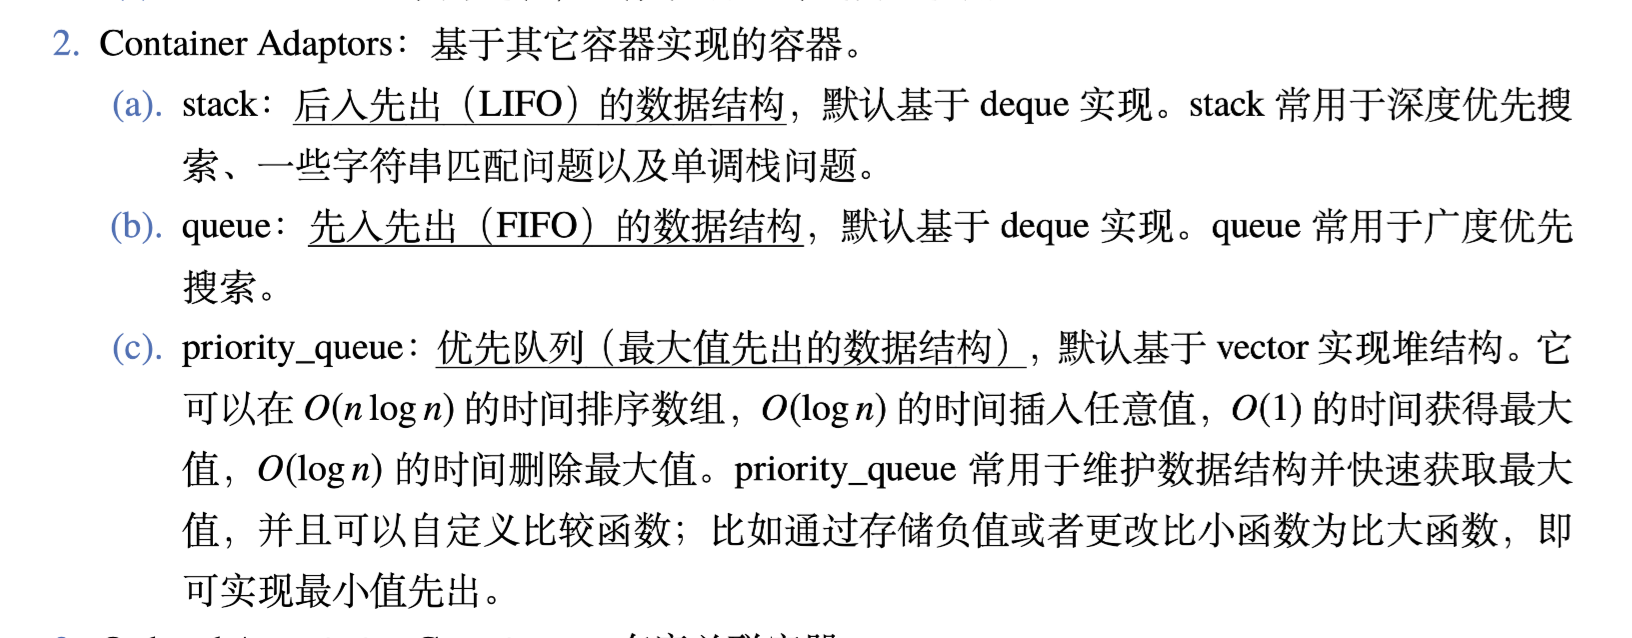 2. Container Adaptors：基于其它容器实现的容器。
(a). stack：后入先出（LIFO）的数据结构，默认基于 deque 实现。stack 常用于深度优先搜
索、一些字符串匹配问题以及单调栈问题。
(b). queue：先入先出（FIFO）的数据结构，默认基于 deque 实现。queue 常用于广度优先
搜索。
(c). priority_queue：优先队列（最大值先出的数据结构），默认基于 vector 实现堆结构。它
可以在 O(n log n) 的时间排序数组，O(log n) 的时间插入任意值，O(1) 的时间获得最大
值，O(log n) 的时间删除最大值。priority_queue 常用于维护数据结构并快速获取最大
值，并且可以自定义比较函数；比如通过存储负值或者更改比小函数为比大函数，即
可实现最小值先出。